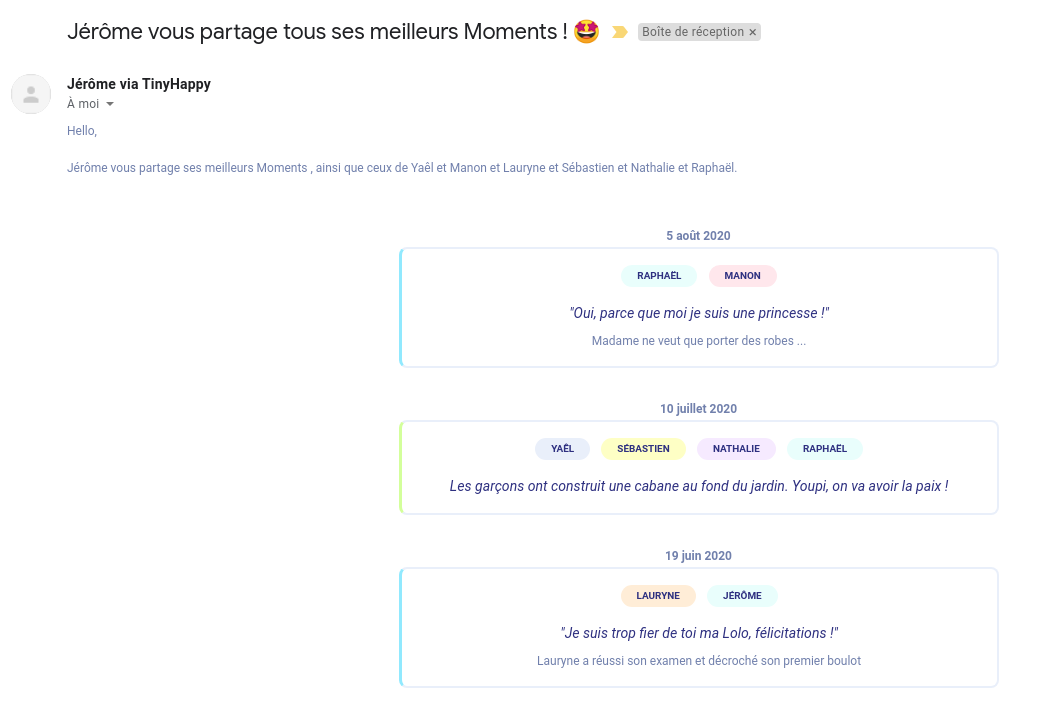 Jérôme vous partage tous ses meilleurs Moments ! 🤩 Boîte de réception ×
Jérôme via TinyHappy
À moi
Hello,
Jérôme vous partage ses meilleurs Moments , ainsi que ceux de Yaêl et Manon et Lauryne et Sébastien et Nathalie et Raphaël.
5 août 2020
RAPHAËL MANON
"Oui, parce que moi je suis une princesse !"
Madame ne veut que porter des robes ...
10 juillet 2020
YAÊL SÉBASTIEN NATHALIE RAPHAËL
Les garçons ont construit une cabane au fond du jardin. Youpi, on va avoir la paix !
19 juin 2020
LAURYNE JÉRÔME
"Je suis trop fier de toi ma Lolo, félicitations !"
Lauryne a réussi son examen et décroché son premier boulot